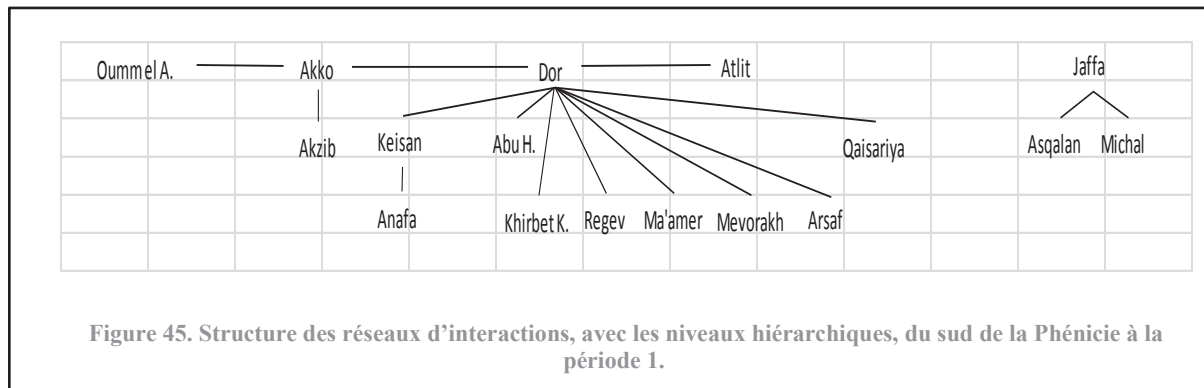 Oumm el A. Akko Dor Atlit Jaffa
Akzib Keisan Abu H. Qaisariya Asqalan Michal
Anafa Khirbet K. Regev Ma'amer Mevorakh Arsaf
Figure 45. Structure des réseaux d’interactions, avec les niveaux hiérarchiques, du sud de la Phénicie à la
période 1.